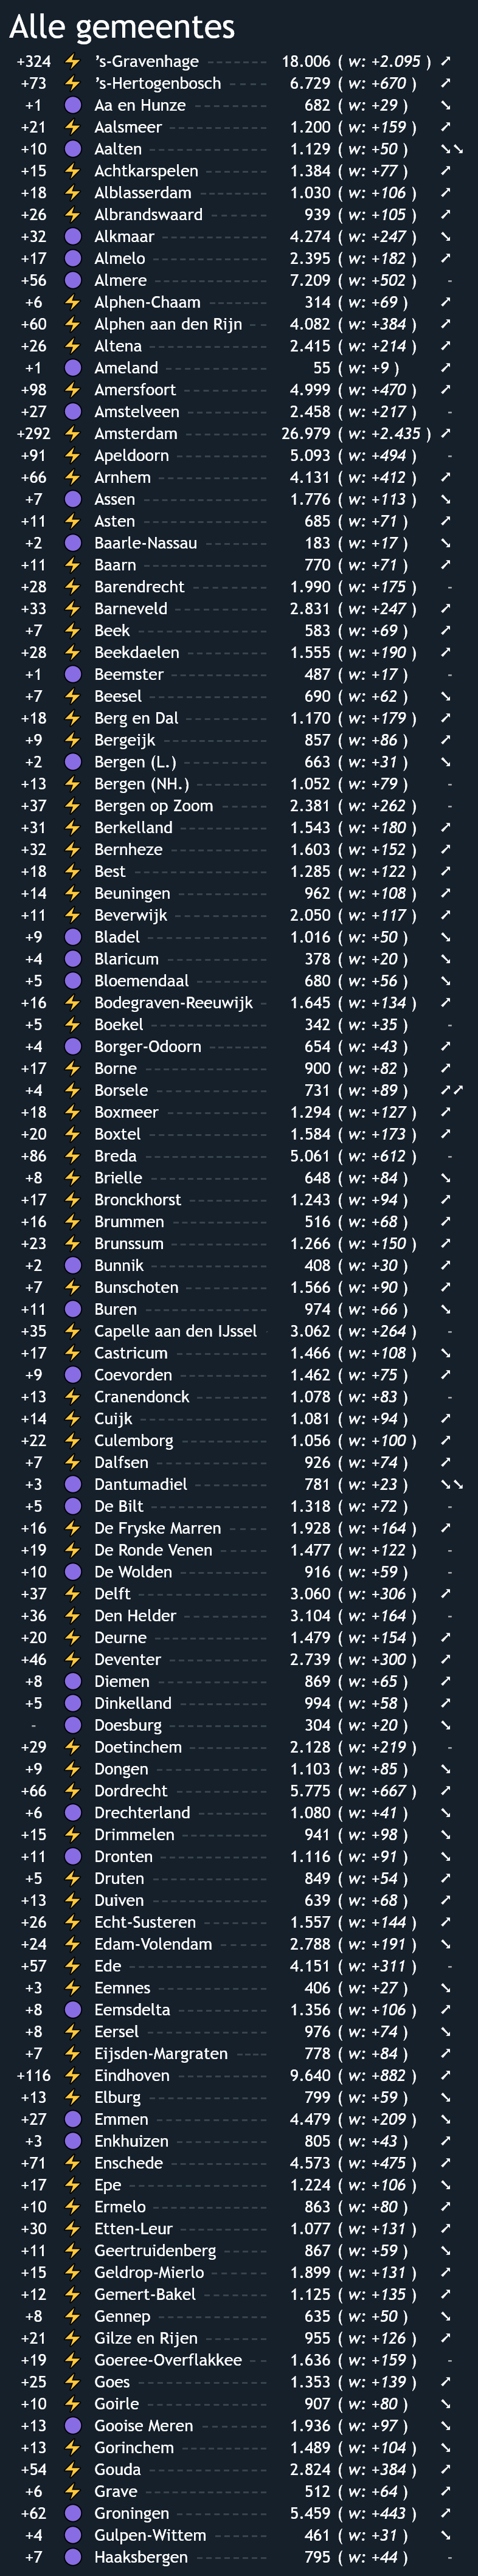 Alle gemeentes
+324 ⚡ ’s-Gravenhage 18.006 ( w: +2.095 ) ↗
+73 ⚡ ’s-Hertogenbosch 6.729 ( w: +670 ) ↗
+1 🟣 Aa en Hunze 682 ( w: +29 ) ↘
+21 ⚡ Aalsmeer 1.200 ( w: +159 ) ↗
+10 🟣 Aalten 1.129 ( w: +50 ) ↘↘
+15 ⚡ Achtkarspelen 1.384 ( w: +77 ) ↗
+18 ⚡ Alblasserdam 1.030 ( w: +106 ) ↗
+26 ⚡ Albrandswaard 939 ( w: +105 ) ↗
+32 🟣 Alkmaar 4.274 ( w: +247 ) ↘
+17 🟣 Almelo 2.395 ( w: +182 ) ↗
+56 🟣 Almere 7.209 ( w: +502 ) -
+6 ⚡ Alphen-Chaam 314 ( w: +69 ) ↗
+60 ⚡ Alphen aan den Rijn 4.082 ( w: +384 ) ↗
+26 ⚡ Altena 2.415 ( w: +214 ) ↗
+1 🟣 Ameland 55 ( w: +9 ) ↗
+98 ⚡ Amersfoort 4.999 ( w: +470 ) ↗
+27 🟣 Amstelveen 2.458 ( w: +217 ) -
+292 ⚡ Amsterdam 26.979 ( w: +2.435 ) ↗
+91 ⚡ Apeldoorn 5.093 ( w: +494 ) -
+66 ⚡ Arnhem 4.131 ( w: +412 ) ↗
+7 🟣 Assen 1.776 ( w: +113 ) ↘
+11 ⚡ Asten 685 ( w: +71 ) ↗
+2 🟣 Baarle-Nassau 183 ( w: +17 ) ↘
+11 ⚡ Baarn 770 ( w: +71 ) ↗
+28 ⚡ Barendrecht 1.990 ( w: +175 ) -
+33 ⚡ Barneveld 2.831 ( w: +247 ) ↗
+7 ⚡ Beek 583 ( w: +69 ) ↗
+28 ⚡ Beekdaelen 1.555 ( w: +190 ) ↗
+1 🟣 Beemster 487 ( w: +17 ) -
+7 ⚡ Beesel 690 ( w: +62 ) ↘
+18 ⚡ Berg en Dal 1.170 ( w: +179 ) ↗
+9 ⚡ Bergeijk 857 ( w: +86 ) ↗
+2 🟣 Bergen (L.) 663 ( w: +31 ) ↘
+13 ⚡ Bergen (NH.) 1.052 ( w: +79 ) -
+37 ⚡ Bergen op Zoom 2.381 ( w: +262 ) -
+31 ⚡ Berkelland 1.543 ( w: +180 ) ↗
+32 ⚡ Bernheze 1.603 ( w: +152 ) ↗
+18 ⚡ Best 1.285 ( w: +122 ) ↗
+14 ⚡ Beuningen 962 ( w: +108 ) ↗
+11 ⚡ Beverwijk 2.050 ( w: +117 ) ↗
+9 🟣 Bladel 1.016 ( w: +50 ) ↘
+4 🟣 Blaricum 378 ( w: +20 ) ↘
+5 🟣 Bloemendaal 680 ( w: +56 ) ↘
+16 ⚡ Bodegraven-Reeuwijk 1.645 ( w: +134 ) ↗
+5 ⚡ Boekel 342 ( w: +35 ) -
+4 🟣 Borger-Odoorn 654 ( w: +43 ) ↗
+17 ⚡ Borne 900 ( w: +82 ) ↗
+4 ⚡ Borsele 731 ( w: +89 ) ↗↗
+18 ⚡ Boxmeer 1.294 ( w: +127 ) ↗
+20 ⚡ Boxtel 1.584 ( w: +173 ) ↗
+86 ⚡ Breda 5.061 ( w: +612 ) -
+8 ⚡ Brielle 648 ( w: +84 ) ↘
+17 ⚡ Bronckhorst 1.243 ( w: +94 ) ↗
+16 ⚡ Brummen 516 ( w: +68 ) ↗
+23 ⚡ Brunssum 1.266 ( w: +150 ) ↗
+2 🟣 Bunnik 408 ( w: +30 ) ↗
+7 ⚡ Bunschoten 1.566 ( w: +90 ) ↗
+11 🟣 Buren 974 ( w: +66 ) ↘
+35 ⚡ Capelle aan den IJssel 3.062 ( w: +264 ) -
+17 ⚡ Castricum 1.466 ( w: +108 ) ↘
+9 🟣 Coevorden 1.462 ( w: +75 ) ↗
+13 ⚡ Cranendonck 1.078 ( w: +83 ) -
+14 ⚡ Cuijk 1.081 ( w: +94 ) ↗
+22 ⚡ Culemborg 1.056 ( w: +100 ) ↗
+7 ⚡ Dalfsen 926 ( w: +74 ) ↗
+3 🟣 Dantumadiel 781 ( w: +23 ) ↘↘
+5 🟣 De Bilt 1.318 ( w: +72 ) -
+16 ⚡ De Fryske Marren 1.928 ( w: +164 ) ↗
+19 ⚡ De Ronde Venen 1.477 ( w: +122 ) -
+10 🟣 De Wolden 916 ( w: +59 ) -
+37 ⚡ Delft 3.060 ( w: +306 ) ↗
+36 ⚡ Den Helder 3.104 ( w: +164 ) -
+20 ⚡ Deurne 1.479 ( w: +154 ) ↗
+46 ⚡ Deventer 2.739 ( w: +300 ) ↗
+8 🟣 Diemen 869 ( w: +65 ) ↗
+5 🟣 Dinkelland 994 ( w: +58 ) ↗
- 🟣 Doesburg 304 ( w: +20 ) ↘
+29 ⚡ Doetinchem 2.128 ( w: +219 ) -
+9 ⚡ Dongen 1.103 ( w: +85 ) ↘
+66 ⚡ Dordrecht 5.775 ( w: +667 ) ↗
+6 🟣 Drechterland 1.080 ( w: +41 ) ↘
+15 ⚡ Drimmelen 941 ( w: +98 ) ↘
+11 🟣 Dronten 1.116 ( w: +91 ) ↘
+5 ⚡ Druten 849 ( w: +54 ) ↗
+13 ⚡ Duiven 639 ( w: +68 ) ↗
+26 ⚡ Echt-Susteren 1.557 ( w: +144 ) ↗
+24 ⚡ Edam-Volendam 2.788 ( w: +191 ) ↘
+57 ⚡ Ede 4.151 ( w: +311 ) -
+3 ⚡ Eemnes 406 ( w: +27 ) ↘
+8 🟣 Eemsdelta 1.356 ( w: +106 ) ↗
+8 ⚡ Eersel 976 ( w: +74 ) ↘
+7 ⚡ Eijsden-Margraten 778 ( w: +84 ) ↗
+116 ⚡ Eindhoven 9.640 ( w: +882 ) ↗
+13 ⚡ Elburg 799 ( w: +59 ) ↘
+27 🟣 Emmen 4.479 ( w: +209 ) ↘
+3 🟣 Enkhuizen 805 ( w: +43 ) ↗
+71 ⚡ Enschede 4.573 ( w: +475 ) ↗
+17 ⚡ Epe 1.224 ( w: +106 ) ↘
+10 ⚡ Ermelo 863 ( w: +80 ) ↗
+30 ⚡ Etten-Leur 1.077 ( w: +131 ) ↗
+11 ⚡ Geertruidenberg 867 ( w: +59 ) ↘
+15 ⚡ Geldrop-Mierlo 1.899 ( w: +131 ) ↗
+12 ⚡ Gemert-Bakel 1.125 ( w: +135 ) ↗
+8 ⚡ Gennep 635 ( w: +50 ) ↘
+21 ⚡ Gilze en Rijen 955 ( w: +126 ) ↗
+19 ⚡ Goeree-Overflakkee 1.636 ( w: +159 ) -
+25 ⚡ Goes 1.353 ( w: +139 ) ↗
+10 ⚡ Goirle 907 ( w: +80 ) ↘
+13 🟣 Gooise Meren 1.936 ( w: +97 ) ↘
+13 ⚡ Gorinchem 1.489 ( w: +104 ) ↘
+54 ⚡ Gouda 2.824 ( w: +384 ) ↗
+6 ⚡ Grave 512 ( w: +64 ) ↗
+62 🟣 Groningen 5.459 ( w: +443 ) ↗
+4 🟣 Gulpen-Wittem 461 ( w: +31 ) ↘
+7 🟣 Haaksbergen 795 ( w: +44 ) -